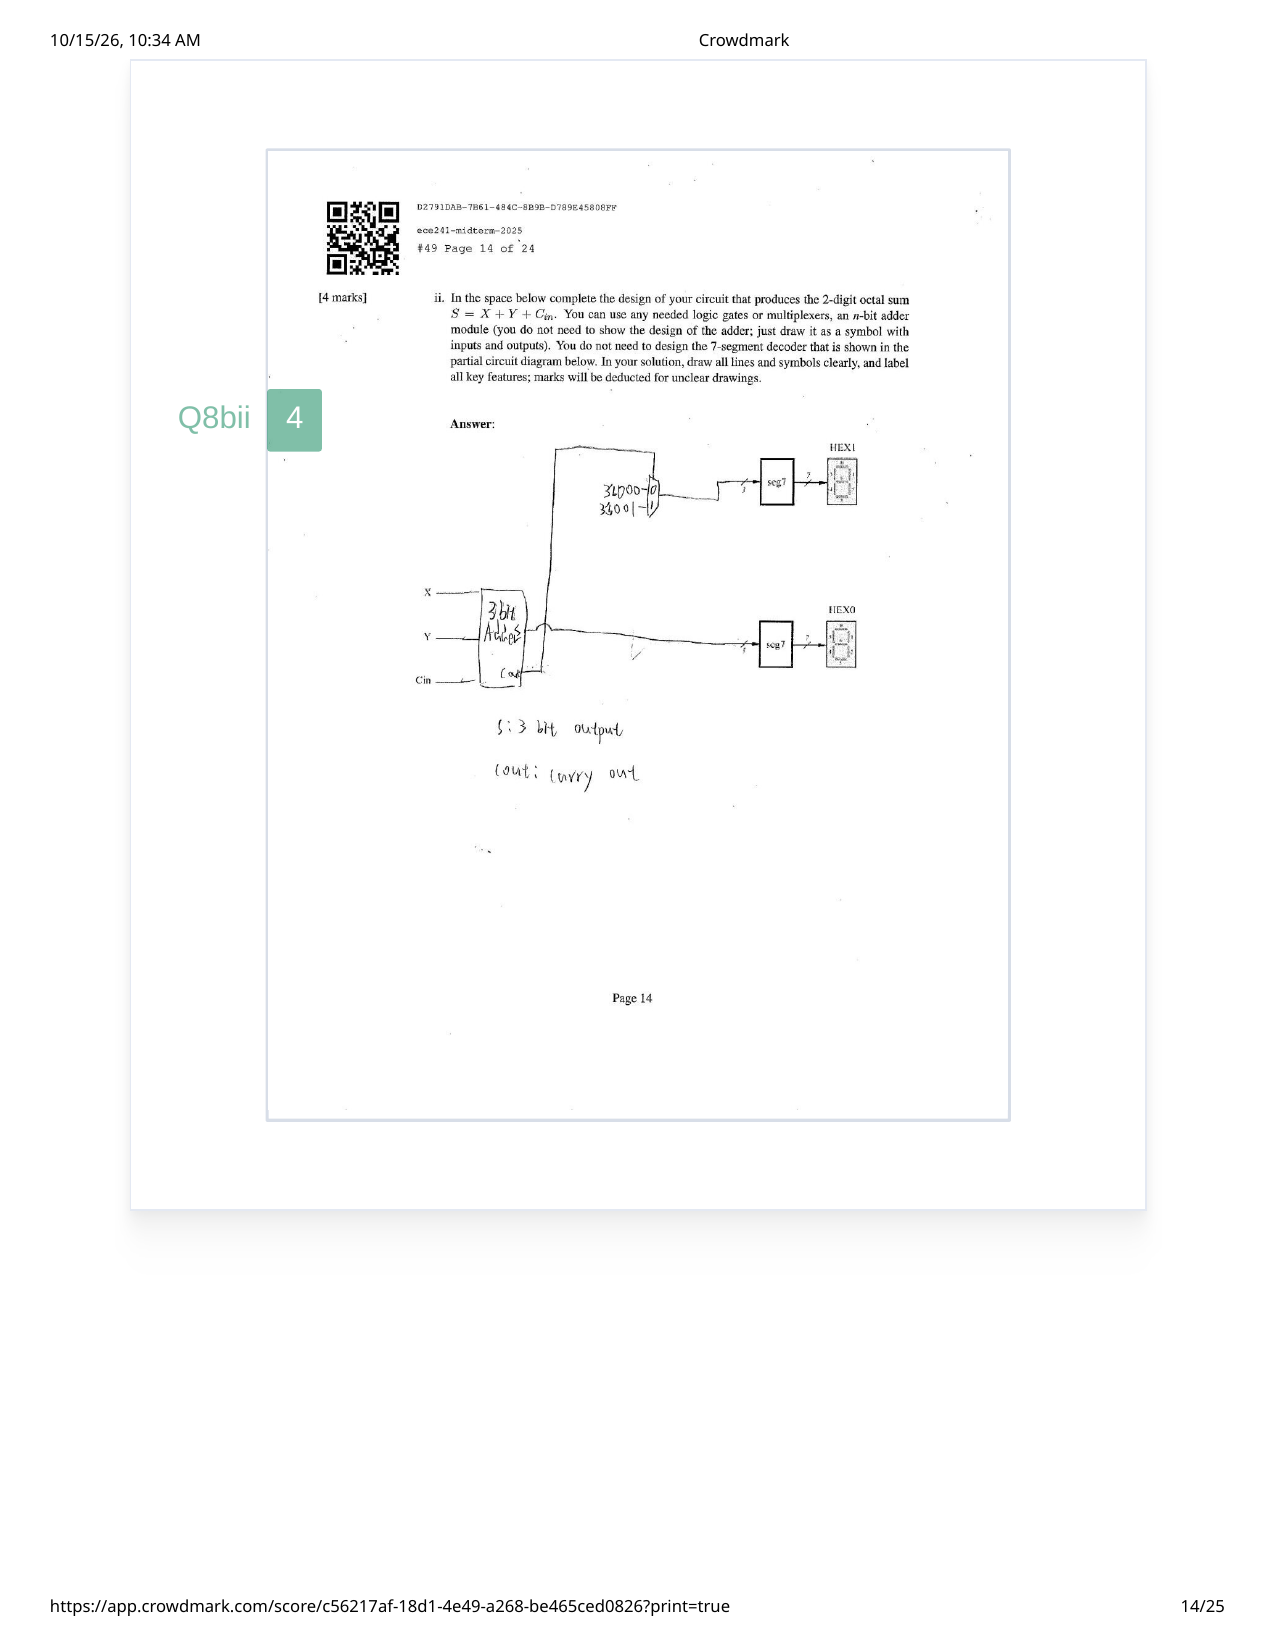 10/15/26, 10:34 AM
Crowdmark
D2791DAB-7B61-484C-8B9B-D789E45808FF
ece241-midterm-2025
#49 Page 14 of 24
[4 marks]
ii. In the space below complete the design of your circuit that produces the 2-digit octal sum
S = X + Y + Cin. You can use any needed logic gates or multiplexers, an n-bit adder
module (you do not need to show the design of the adder; just draw it as a symbol with
inputs and outputs). You do not need to design the 7-segment decoder that is shown in the
partial circuit diagram below. In your solution, draw all lines and symbols clearly, and label
all key features; marks will be deducted for unclear drawings.
Q8bii 4
Answer:
HEX1
0
1
seg7
7
3
X
3 bit
Adder
S
HEX0
Y
seg7
7
Cout
Cin
S: 3 bit output
Cout: carry out
Page 14
https://app.crowdmark.com/score/c56217af-18d1-4e49-a268-be465ced0826?print=true
14/25